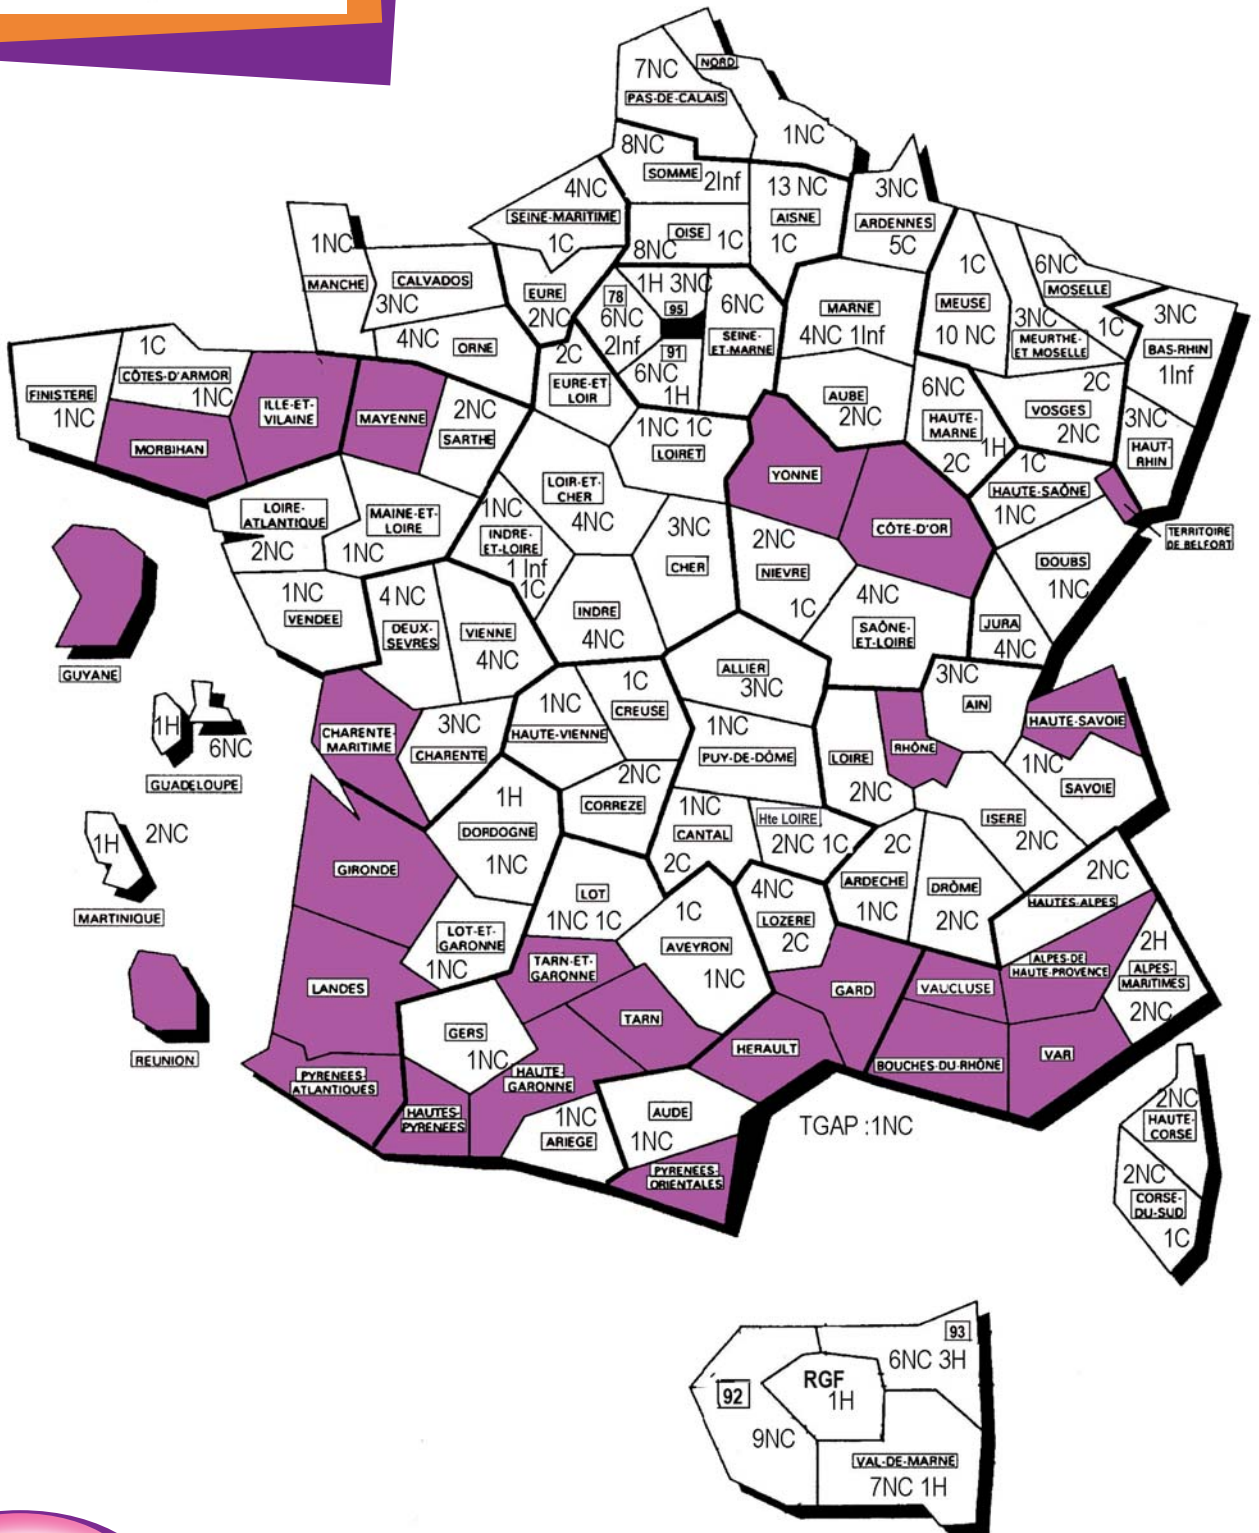 NORD
7NC
PAS-DE-CALAIS
1NC
8NC
SOMME
2Inf
13 NC
AISNE
1C
3NC
ARDENNES
5C
4NC
SEINE-MARITIME
1C
OISE
8NC
1C
1NC
MANCHE
CALVADOS
3NC
EURE
2NC
1H 3NC
95
78
6NC
2Inf
91
6NC
1H
6NC
SEINE-
ET-MARNE
MARNE
4NC 1Inf
1C
MEUSE
10 NC
6NC
MOSELLE
1C
3NC
MEURTHE-
ET MOSELLE
3NC
BAS-RHIN
1Inf
4NC
ORNE
1C
CÔTES-D'ARMOR
1NC
FINISTERE
1NC
ILLE-ET-
VILAINE
MORBIHAN
MAYENNE
2NC
SARTHE
2C
EURE-ET-
LOIR
1NC 1C
LOIRET
AUBE
2NC
6NC
HAUTE-
MARNE
1H
2C
2C
VOSGES
2NC
3NC
HAUT-
RHIN
YONNE
CÔTE-D'OR
1C
HAUTE-SAÔNE
1NC
TERRITOIRE
DE BELFORT
LOIRE-
ATLANTIQUE
2NC
MAINE-ET-
LOIRE
1NC
LOIR-ET-
CHER
4NC
1NC
INDRE-
ET-LOIRE
1 Inf
1C
3NC
CHER
2NC
NIEVRE
1C
DOUBS
1NC
1NC
VENDEE
4 NC
DEUX-
SEVRES
VIENNE
4NC
INDRE
4NC
4NC
SAÔNE-
ET-LOIRE
JURA
4NC
GUYANE
ALLIER
3NC
3NC
AIN
1H
6NC
GUADELOUPE
CHARENTE-
MARITIME
3NC
CHARENTE
1NC
HAUTE-VIENNE
1C
CREUSE
1NC
PUY-DE-DÔME
LOIRE
2NC
RHÔNE
HAUTE-SAVOIE
1NC
SAVOIE
2NC
CORREZE
1H
DORDOGNE
1NC
1NC
CANTAL
2C
Hte LOIRE
2NC 1C
ISERE
2NC
1H
2NC
MARTINIQUE
GIRONDE
LOT
1NC 1C
1C
AVEYRON
1NC
4NC
LOZERE
2C
2C
ARDECHE
1NC
DRÔME
2NC
2NC
HAUTES-ALPES
LOT-ET-
GARONNE
1NC
LANDES
TARN-ET-
GARONNE
TARN
GARD
VAUCLUSE
ALPES-DE
HAUTE-PROVENCE
2H
ALPES-
MARITIMES
2NC
REUNION
GERS
1NC
HERAULT
BOUCHES-DU-RHÔNE
VAR
PYRENEES-
ATLANTIQUES
HAUTES-
PYRENEES
HAUTE-
GARONNE
1NC
ARIEGE
AUDE
1NC
PYRENEES-
ORIENTALES
TGAP :1NC
2NC
HAUTE-
CORSE
2NC
CORSE-
DU-SUD
1C
93
6NC 3H
92
9NC
RGF
1H
VAL-DE-MARNE
7NC 1H